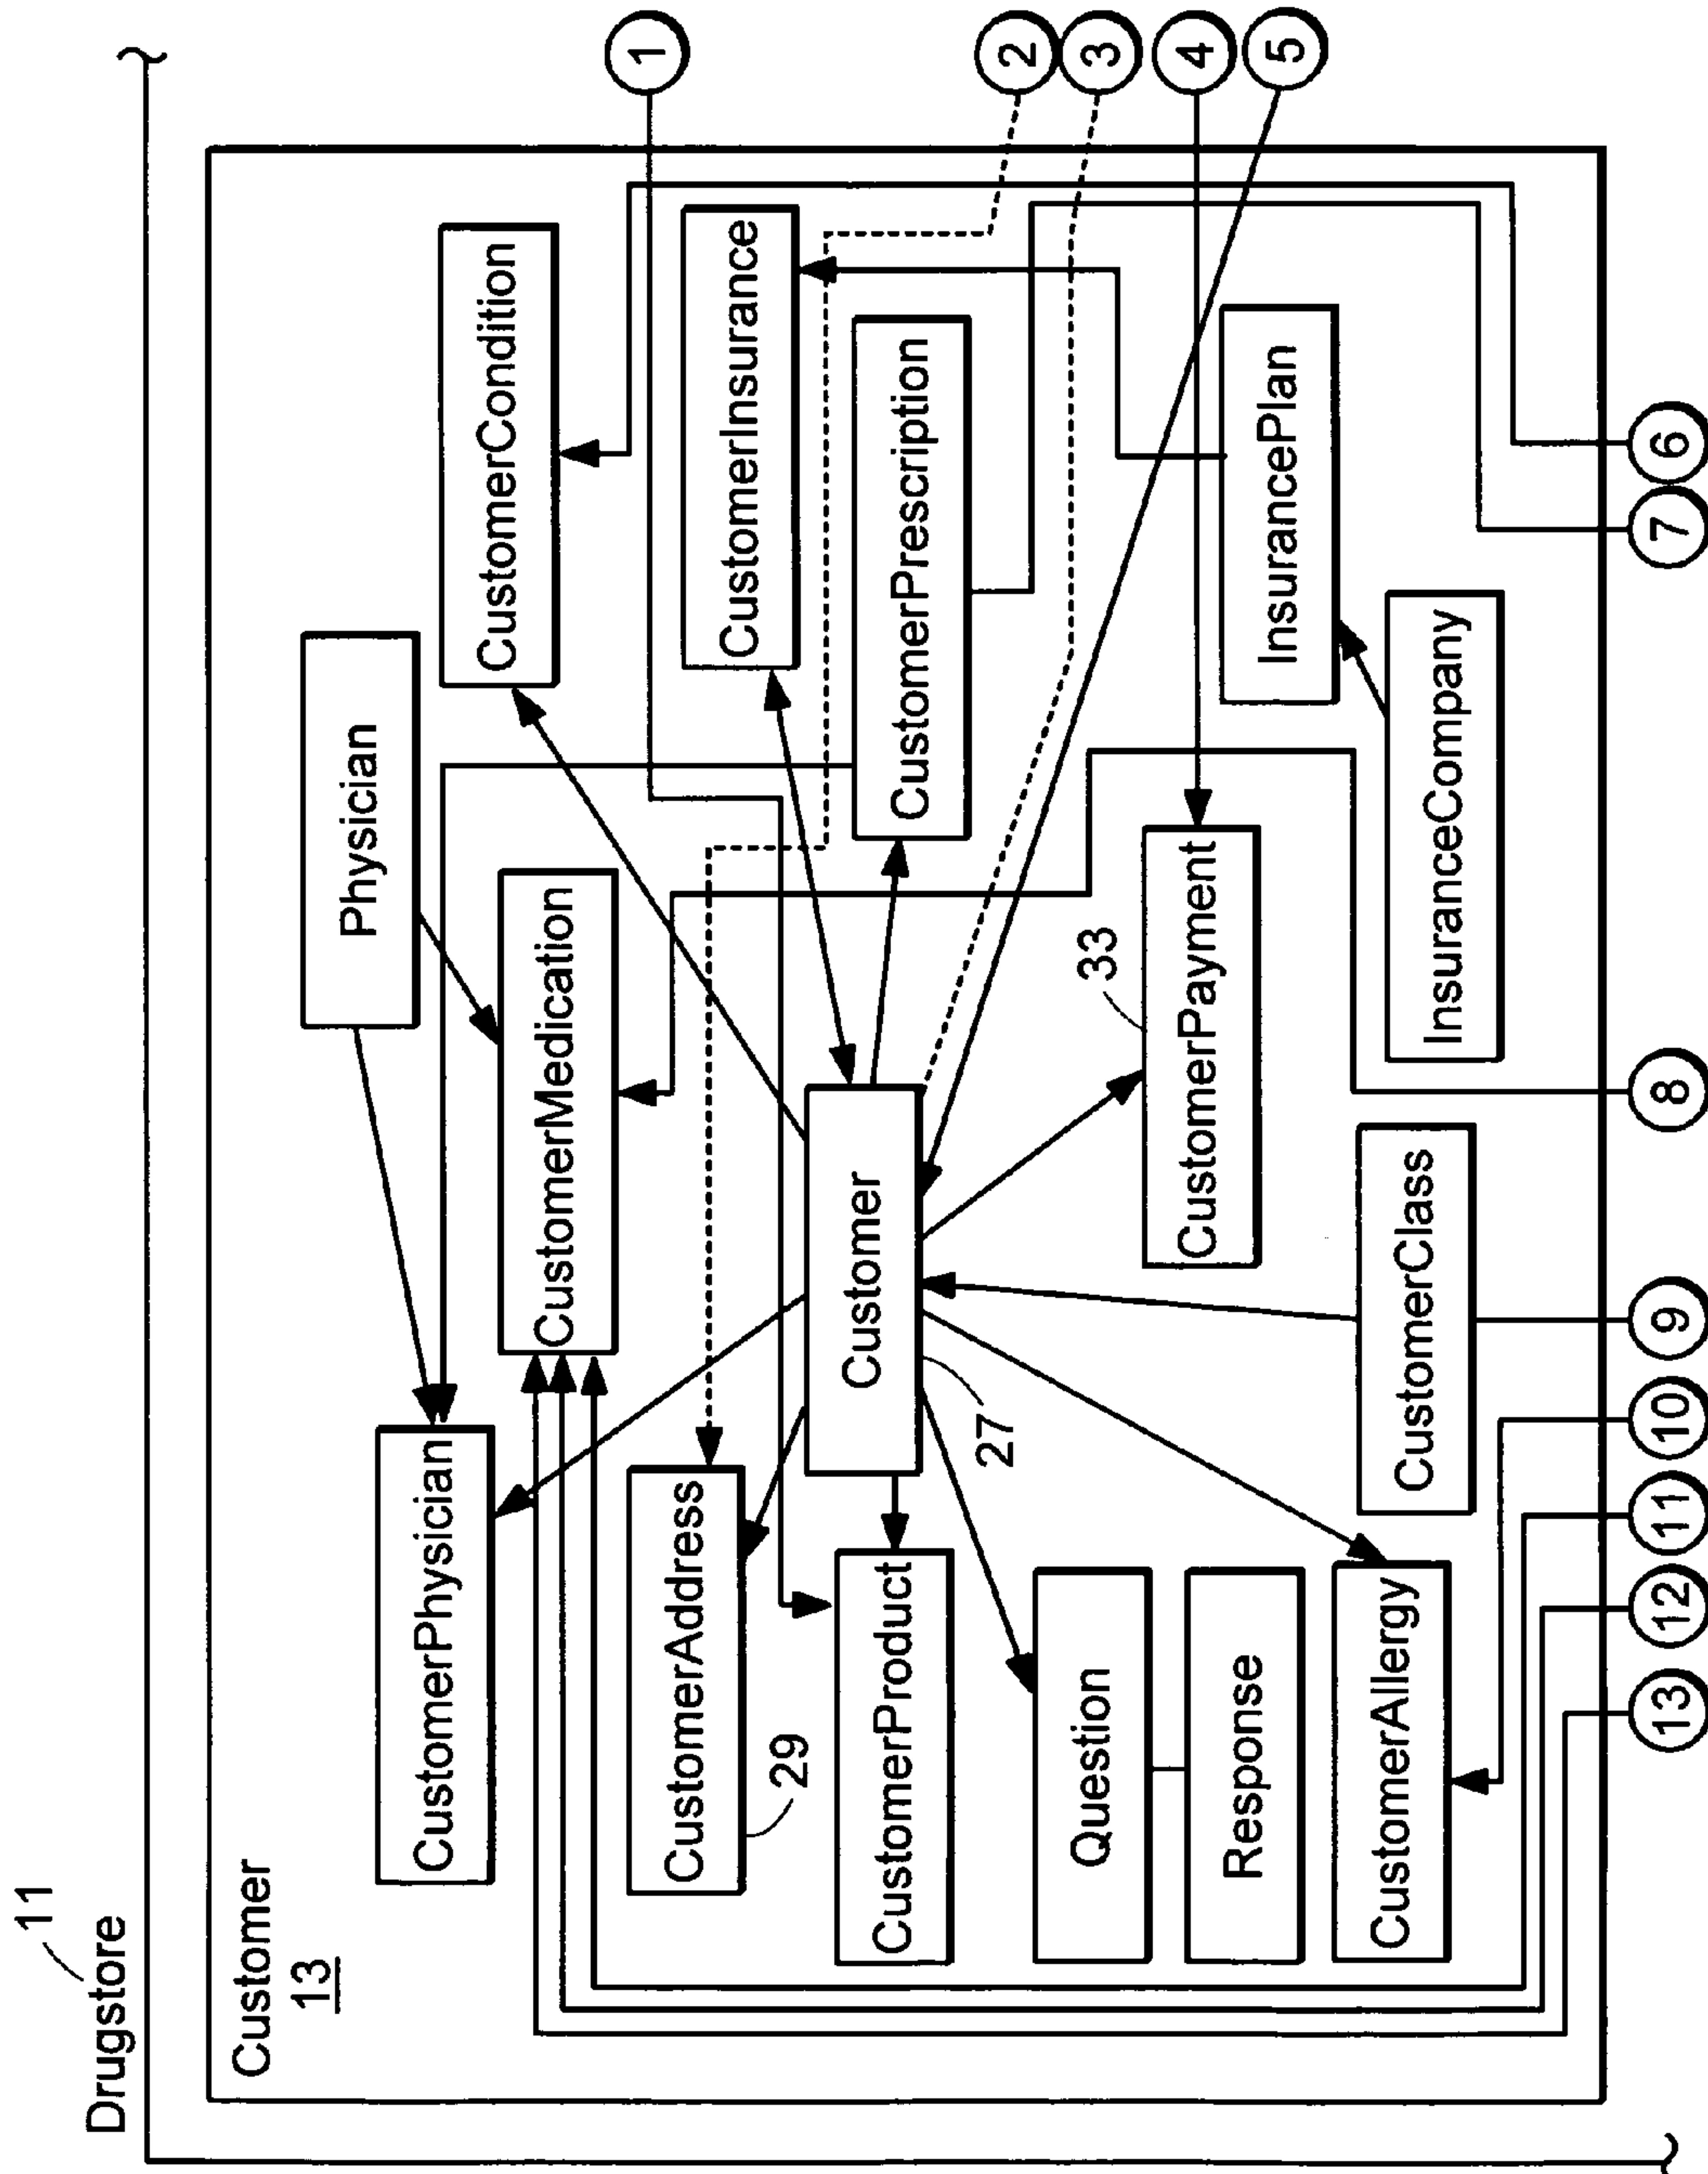 Drugstore
11
Customer
13
CustomerPhysician
Physician
CustomerCondition
CustomerMedication
CustomerAddress
29
CustomerInsurance
1
CustomerProduct
Customer
27
CustomerPrescription
2
3
Question
Response
CustomerPayment
33
4
5
InsurancePlan
CustomerAllergy
CustomerClass
InsuranceCompany
13
12
11
10
9
8
7
6